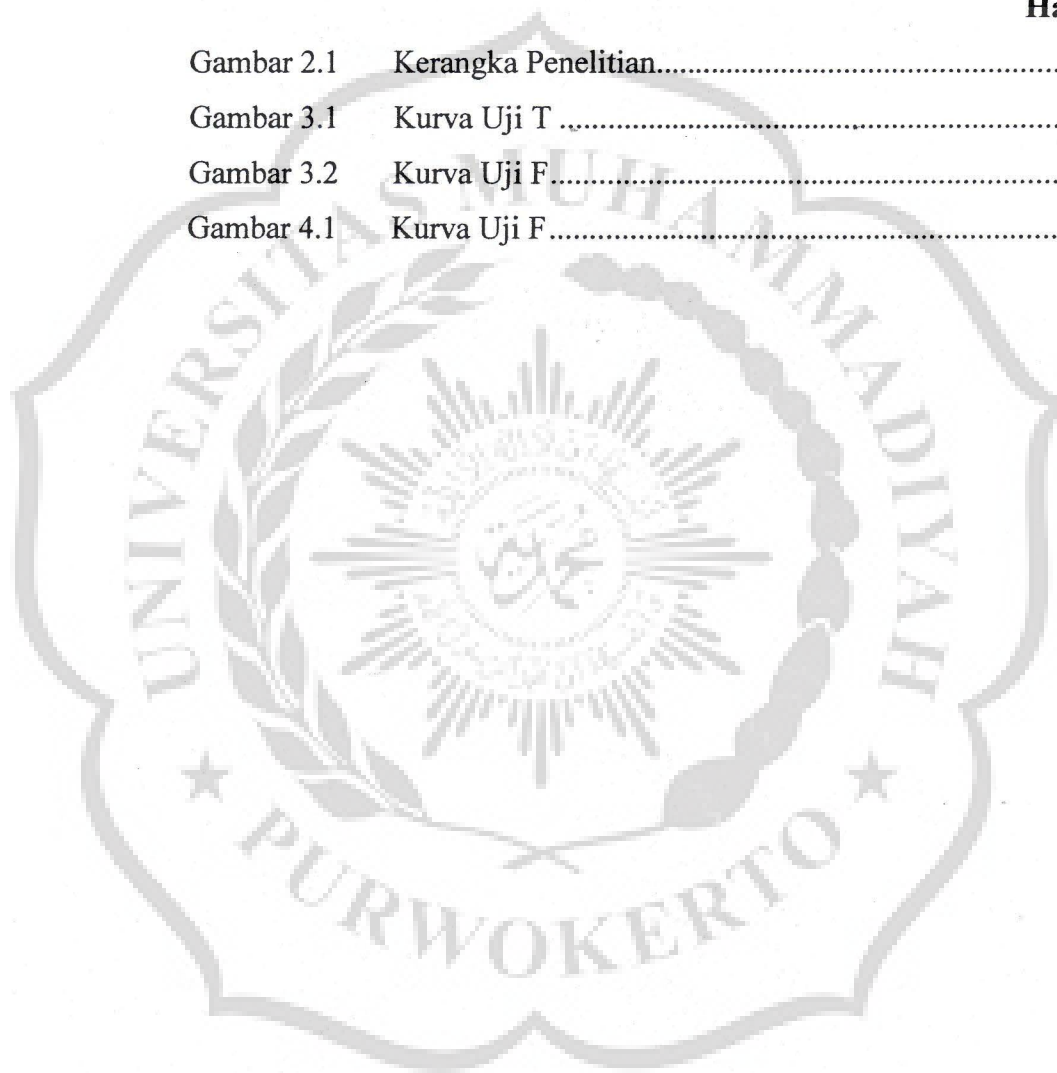 Ha
Gambar 2.1 Kerangka Penelitian..........................................................
Gambar 3.1 Kurva Uji T ..........................................................
Gambar 3.2 Kurva Uji F..........................................................
Gambar 4.1 Kurva Uji F..........................................................
UNIVERSITAS MUHAMMADIYAH
PURWOKERTO